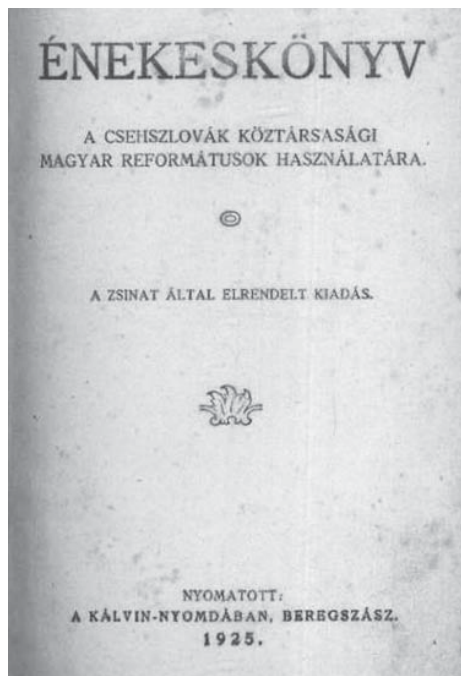 ÉNEKESKÖNYV
A CSEHSZLOVÁK KÖZTÁRSASÁGI
MAGYAR REFORMÁTUSOK HASZNÁLATÁRA.
A ZSINAT ÁLTAL ELRENDELT KIADÁS.
NYOMATOTT:
A KÁLVIN-NYOMDÁBAN, BEREGSZÁSZ.
1925.